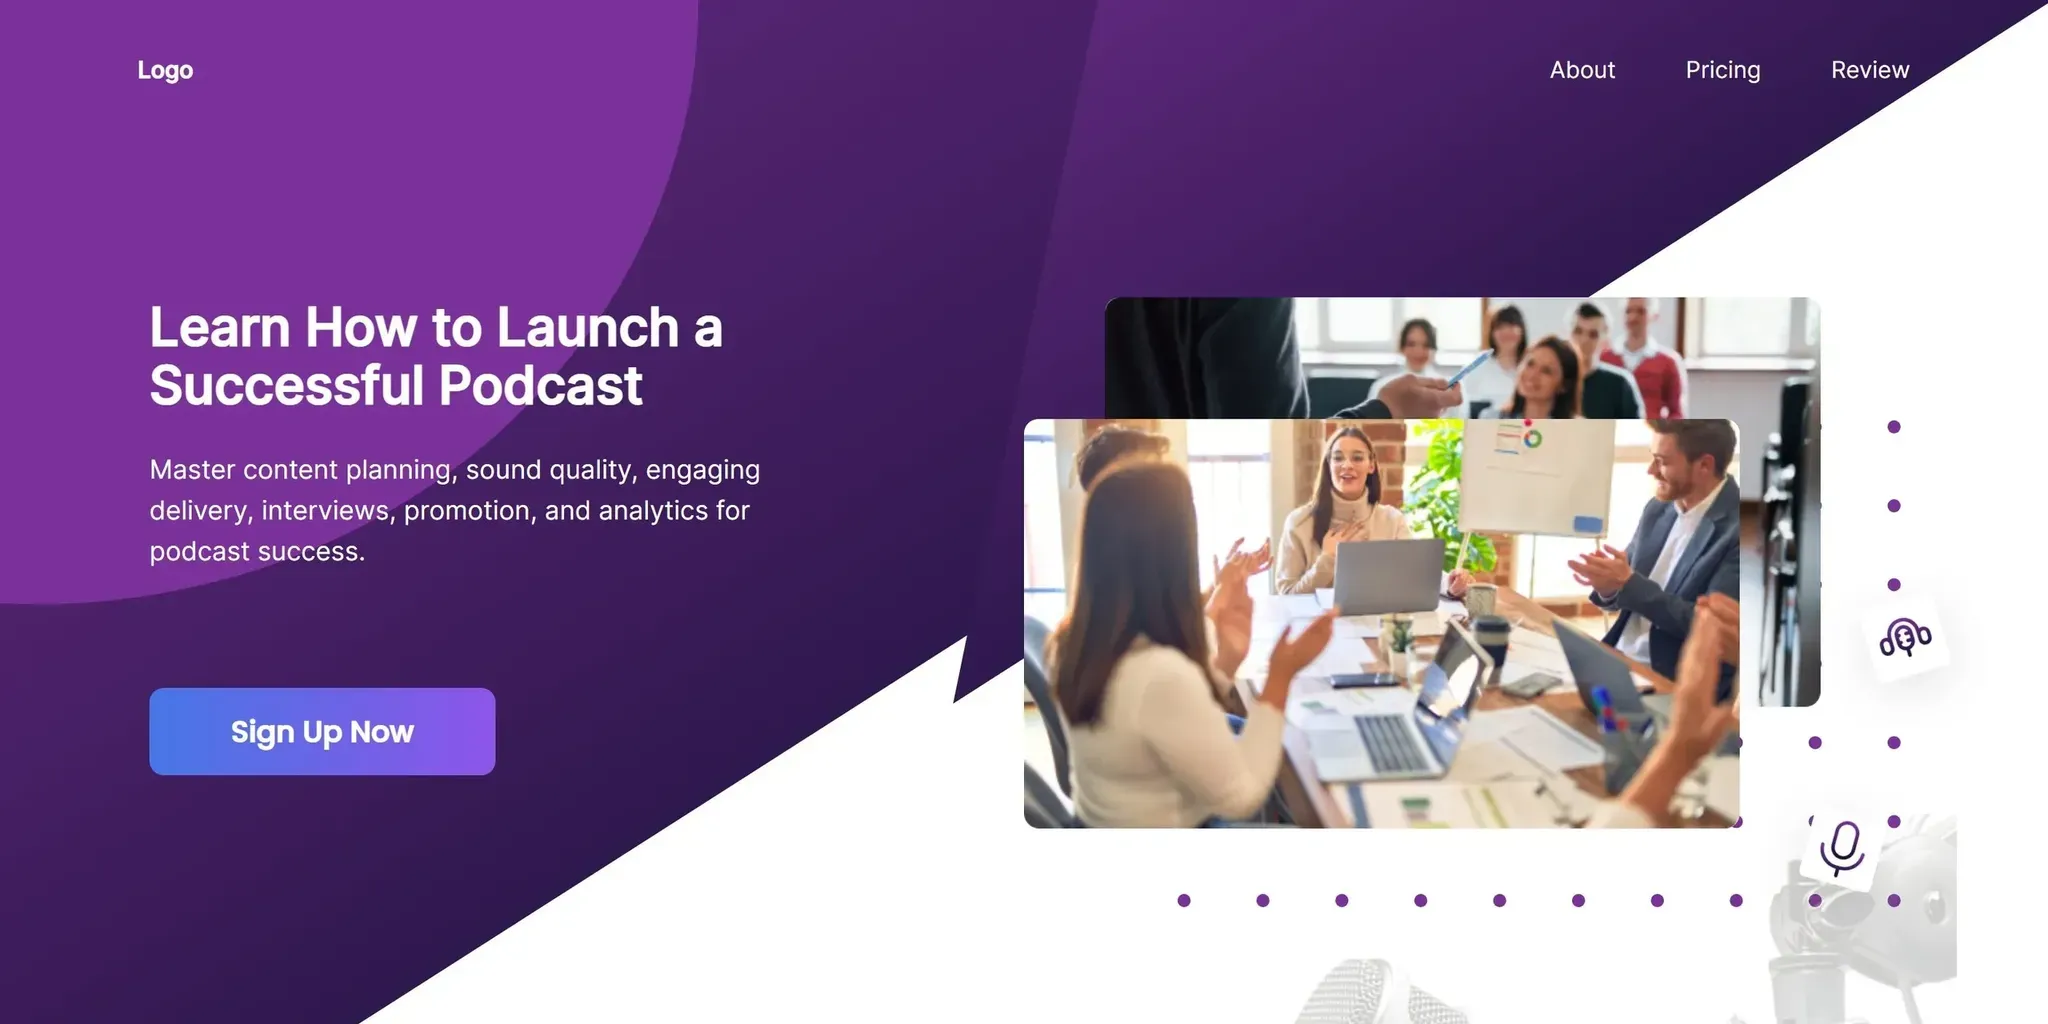 Logo
About
Pricing
Review
Learn How to Launch a
Successful Podcast
Master content planning, sound quality, engaging
delivery, interviews, promotion, and analytics for
podcast success.
Sign Up Now